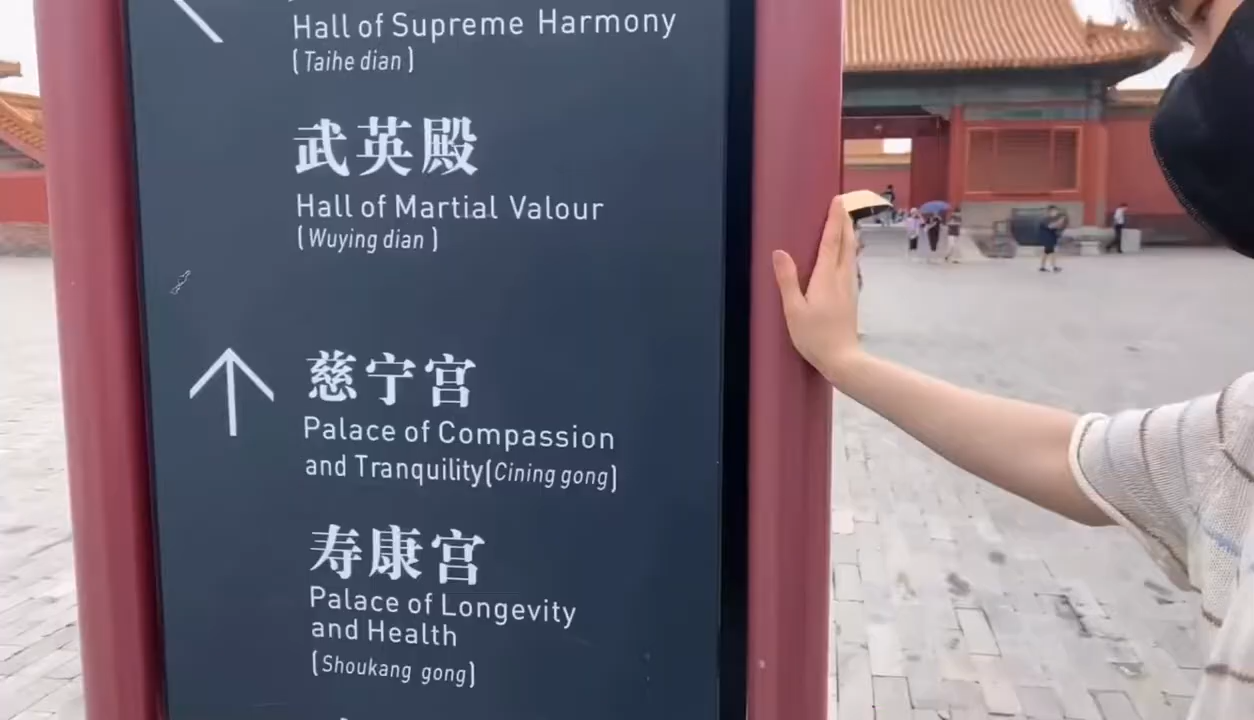 Hall of Supreme Harmony
(Taihe dian)
武英殿
Hall of Martial Valour
(Wuying dian)
慈宁宫
Palace of Compassion
and Tranquility(Cining gong)
寿康宫
Palace of Longevity
and Health
(Shoukang gong)